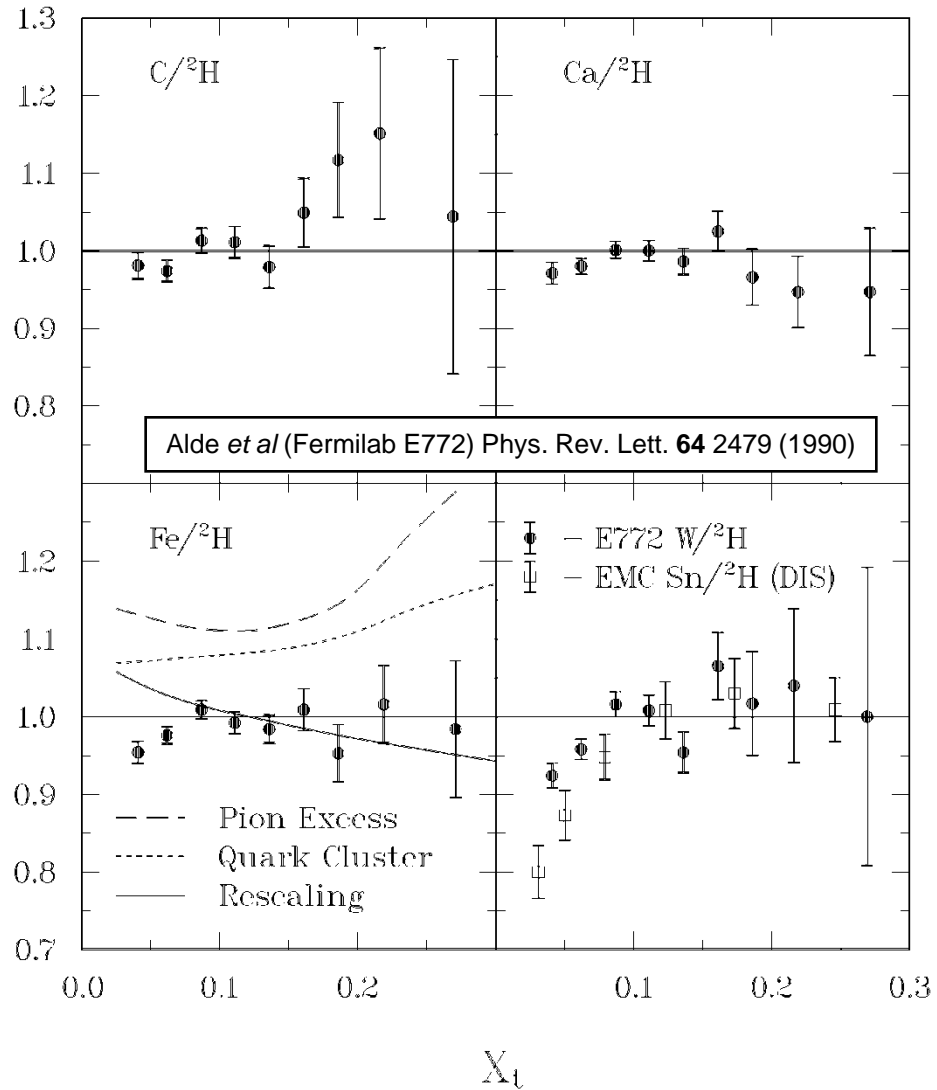 1.3
1.2
1.1
1.0
0.9
0.8
C/²H
Ca/²H
Alde et al (Fermilab E772) Phys. Rev. Lett. 64 2479 (1990)
1.2
1.1
1.0
0.9
0.8
0.7
Fe/²H
Pion Excess
Quark Cluster
Rescaling
– E772 W/²H
– EMC Sn/²H (DIS)
0.0 0.1 0.2 0.1 0.2 0.3
Xₜ